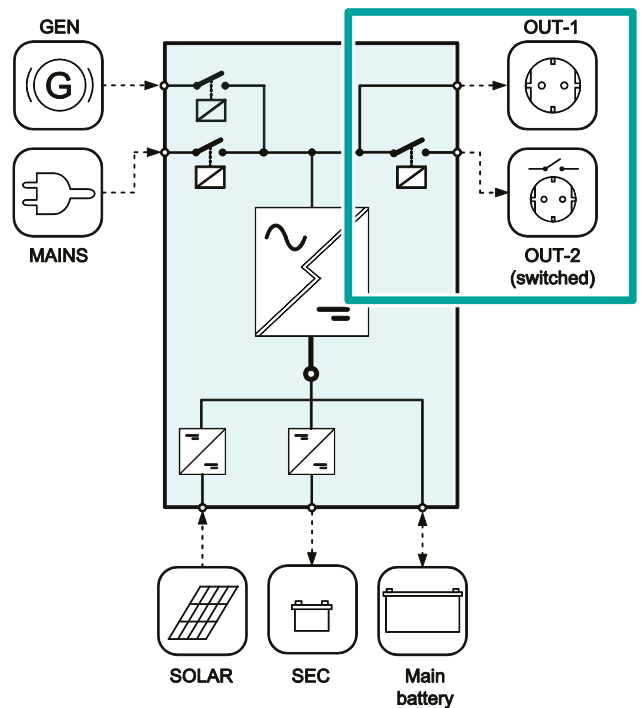 GEN
OUT-1
G
MAINS
OUT-2
(switched)
SOLAR
SEC
Main
battery